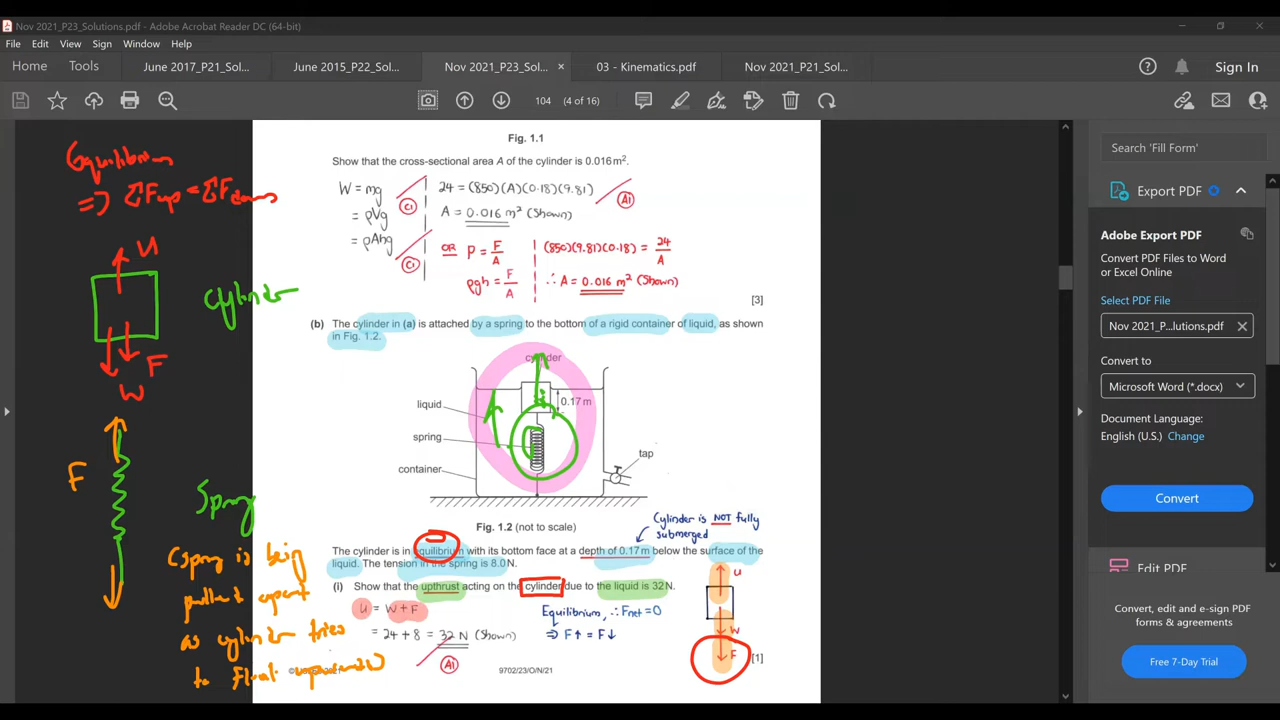 Nov 2021_P23_Solutions.pdf - Adobe Acrobat Reader DC (64-bit)
File Edit View Sign Window Help
Home Tools June 2017_P21_Sol... June 2015_P22_Sol... Nov 2021_P23_So... × 03 - Kinematics.pdf Nov 2021_P21_Sol... Sign In
104 (4 of 16)
Fig. 1.1
Show that the cross-sectional area A of the cylinder is 0.016 m².
W = mg
= ρVg
= ρAhg
C1
C1
24 = (850)(A)(0.18)(9.81)
A = 0.016 m² (Shown)
A1
OR P = F/A
ρgh = F/A
(850)(9.81)(0.18) = 24/A
∴ A = 0.016 m² (Shown)
[3]
(b) The cylinder in (a) is attached by a spring to the bottom of a rigid container of liquid, as shown
in Fig. 1.2.
cylinder
liquid
0.17 m
spring
tap
container
Fig. 1.2 (not to scale)
Cylinder is NOT fully
submerged
The cylinder is in equilibrium with its bottom face at a depth of 0.17 m below the surface of the
liquid. The tension in the spring is 8.0 N.
(i) Show that the upthrust acting on the cylinder due to the liquid is 32 N.
U = W + F
= 24 + 8 = 32 N (Shown)
A1
Equilibrium, ∴ Fnet = 0
⇒ F↑ = F↓
U
W
F
[1]
9702/23/O/N/21
Equilibrium
⇒ ΣFup = ΣFdown
U
Cylinder
F
W
F
Spring
(spring is being
pulled upward
as cylinder tries
to float upwards)
Search 'Fill Form'
Export PDF
Adobe Export PDF
Convert PDF Files to Word
or Excel Online
Select PDF File
Nov 2021_P...lutions.pdf
Convert to
Microsoft Word (*.docx)
Document Language:
English (U.S.) Change
Convert
Edit PDF
Convert, edit and e-sign PDF
forms & agreements
Free 7-Day Trial